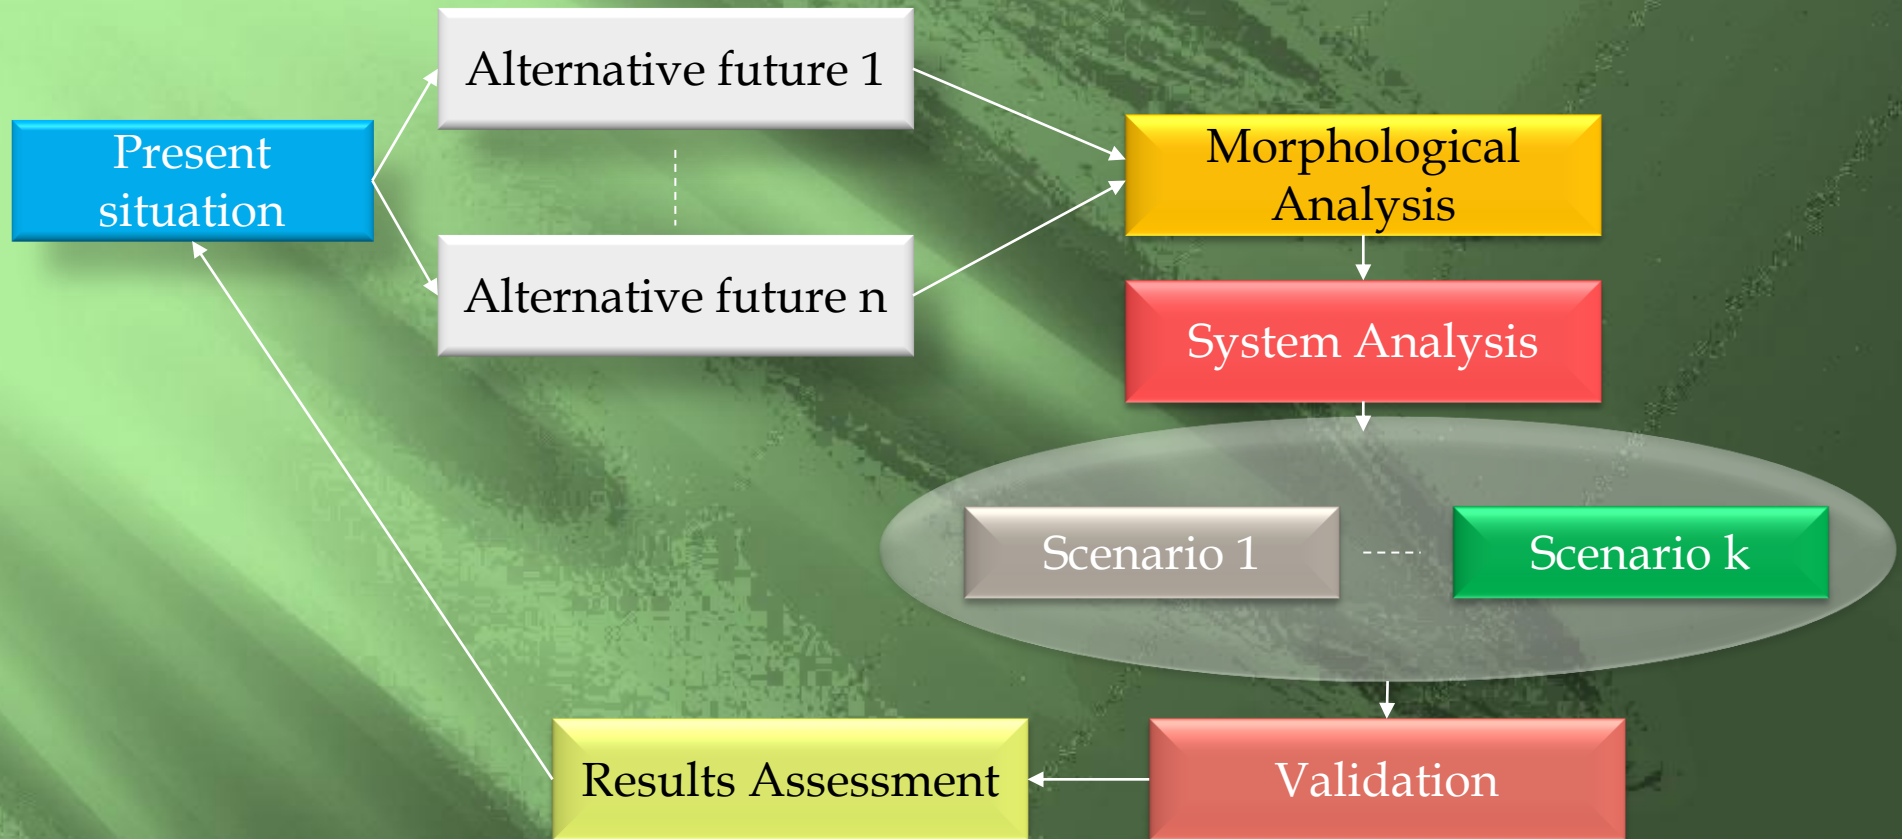 Alternative future 1
Present
situation
Morphological
Analysis
Alternative future n
System Analysis
Scenario 1
Scenario k
Results Assessment
Validation